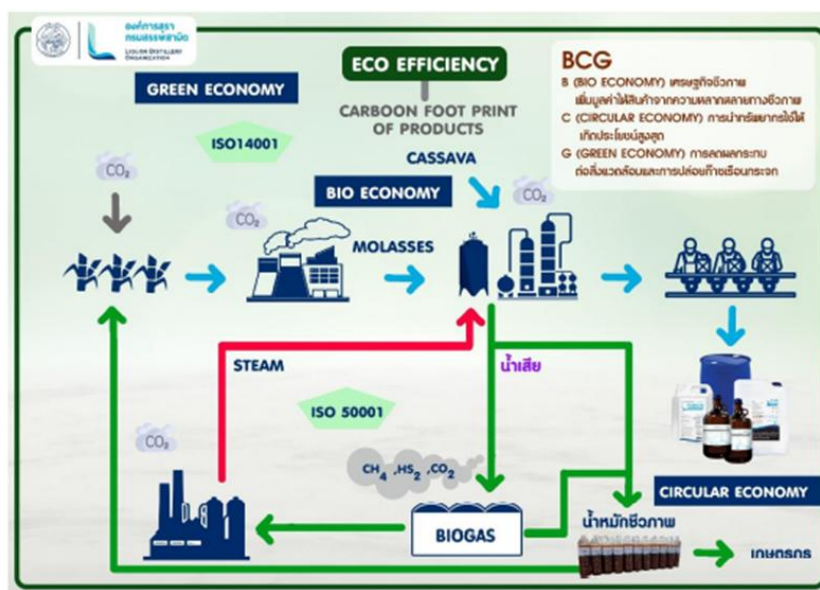 องค์การสุรา
กรมสรรพสามิต
LIQUOR DISTILLERY
ORGANIZATION
ECO EFFICIENCY
GREEN ECONOMY
CARBOON FOOT PRINT
OF PRODUCTS
BCG
B (BIO ECONOMY) เศรษฐกิจชีวภาพ
เพิ่มมูลค่าให้สินค้าจากความหลากหลายทางชีวภาพ
C (CIRCULAR ECONOMY) การนำทรัพยากรใช้ให้
เกิดประโยชน์สูงสุด
G (GREEN ECONOMY) การลดผลกระทบ
ต่อสิ่งแวดล้อมและการปล่อยก๊าซเรือนกระจก
ISO14001
CASSAVA
CO₂
BIO ECONOMY
CO₂
CO₂
MOLASSES
STEAM
น้ำเสีย
ISO 50001
CO₂
CH₄ ,HS₂ ,CO₂
CIRCULAR ECONOMY
น้ำหมักชีวภาพ
BIOGAS
เกษตรกร